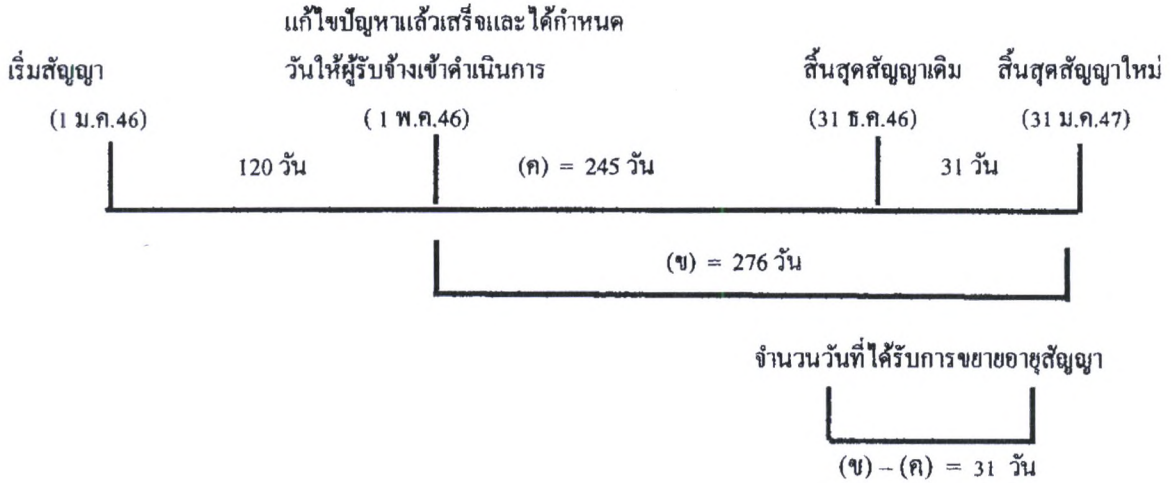 แก้ไขปัญหาแล้วเสร็จและได้กำหนด
เริ่มสัญญา วันให้ผู้รับจ้างเข้าดำเนินการ สิ้นสุดสัญญาเดิม สิ้นสุดสัญญาใหม่
(1 ม.ค.46) ( 1 พ.ค.46) (31 ธ.ค.46) (31 ม.ค.47)
120 วัน (ค) = 245 วัน 31 วัน
(ข) = 276 วัน
จำนวนวันที่ได้รับการขยายอายุสัญญา
(ข) – (ค) = 31 วัน